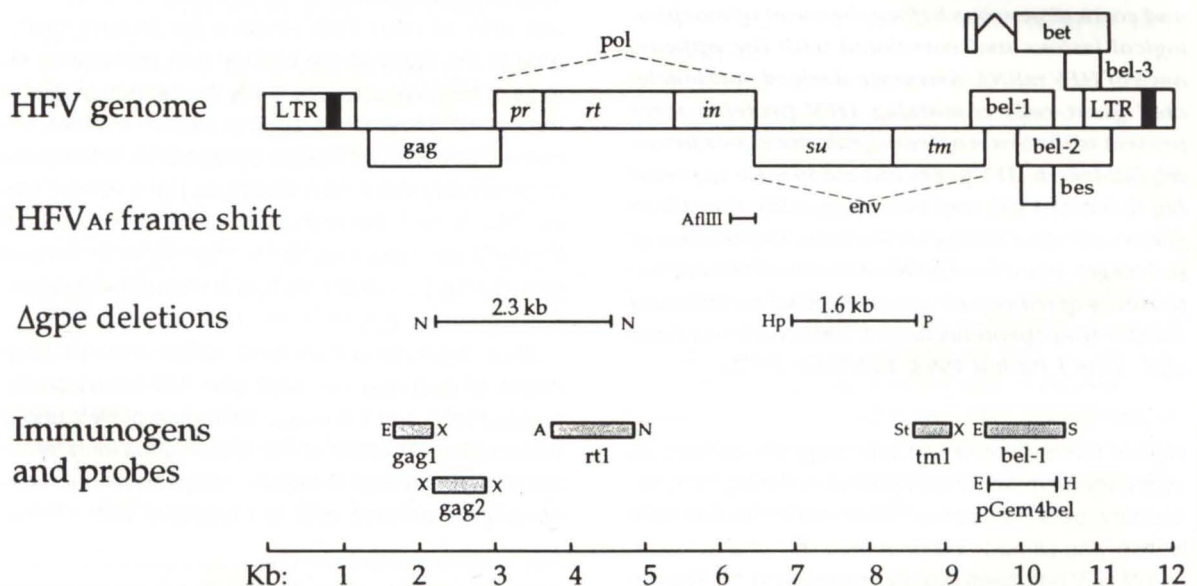 bet
pol
bel-3
HFV genome LTR pr rt in bel-1 LTR
gag su tm bel-2
bes
env
HFVAf frame shift AflIII
Δgpe deletions N 2.3 kb N Hp 1.6 kb P
Immunogens and probes
E X A N St X E S
gag1 rt1 tm1 bel-1
X X E H
gag2 pGem4bel
Kb: 1 2 3 4 5 6 7 8 9 10 11 12